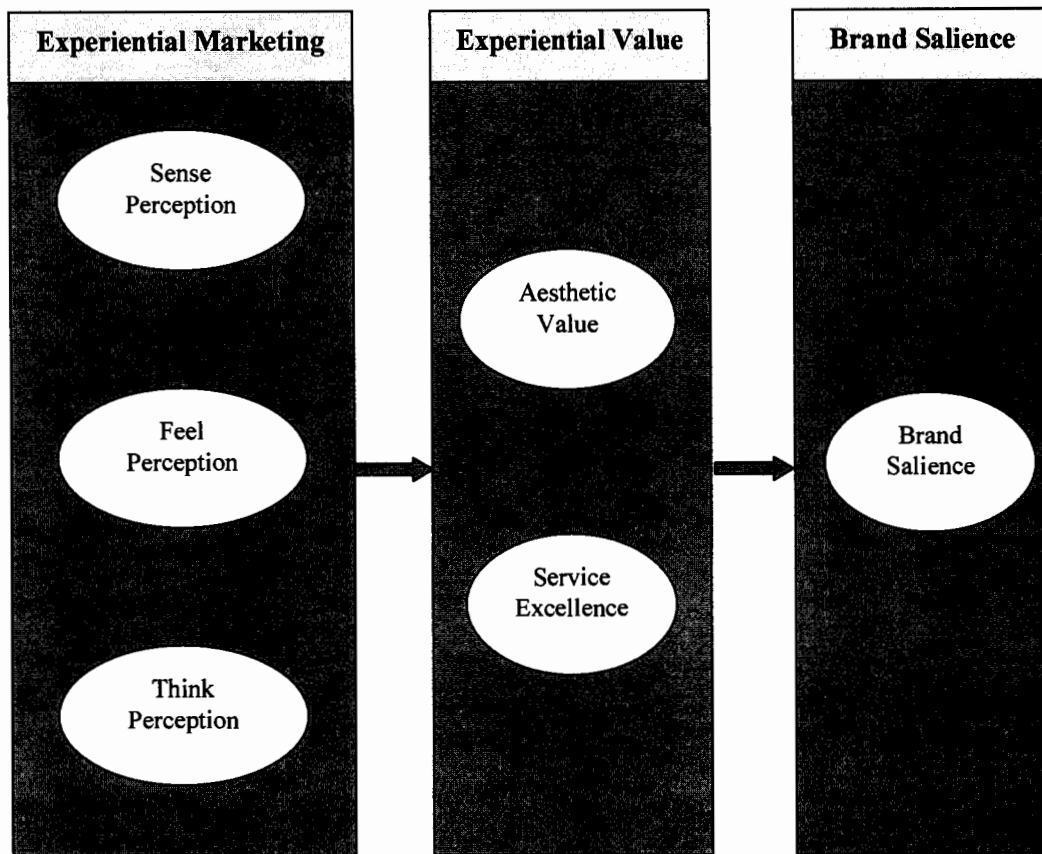 Experiential Marketing
Experiential Value
Brand Salience
Sense
Perception
Feel
Perception
Think
Perception
Aesthetic
Value
Service
Excellence
Brand
Salience